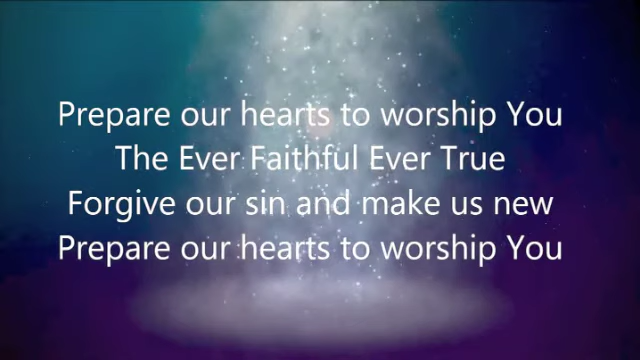 Prepare our hearts to worship You
The Ever Faithful Ever True
Forgive our sin and make us new
Prepare our hearts to worship You